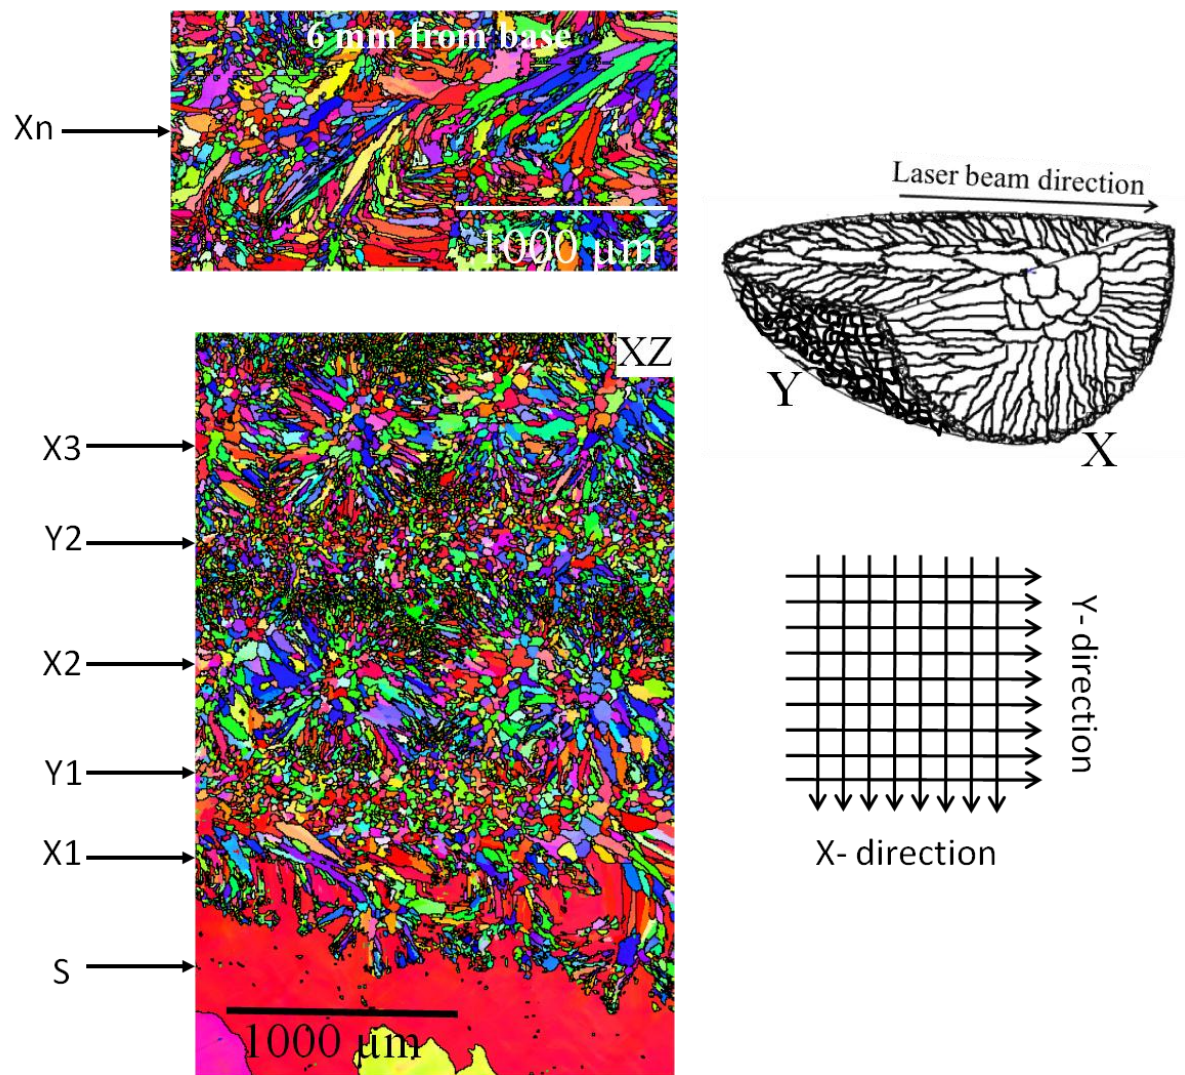 6 mm from base
Xn
1000 µm
Laser beam direction
Y
X
XZ
X3
Y2
X2
Y1
X1
S
1000 µm
Y- direction
X- direction